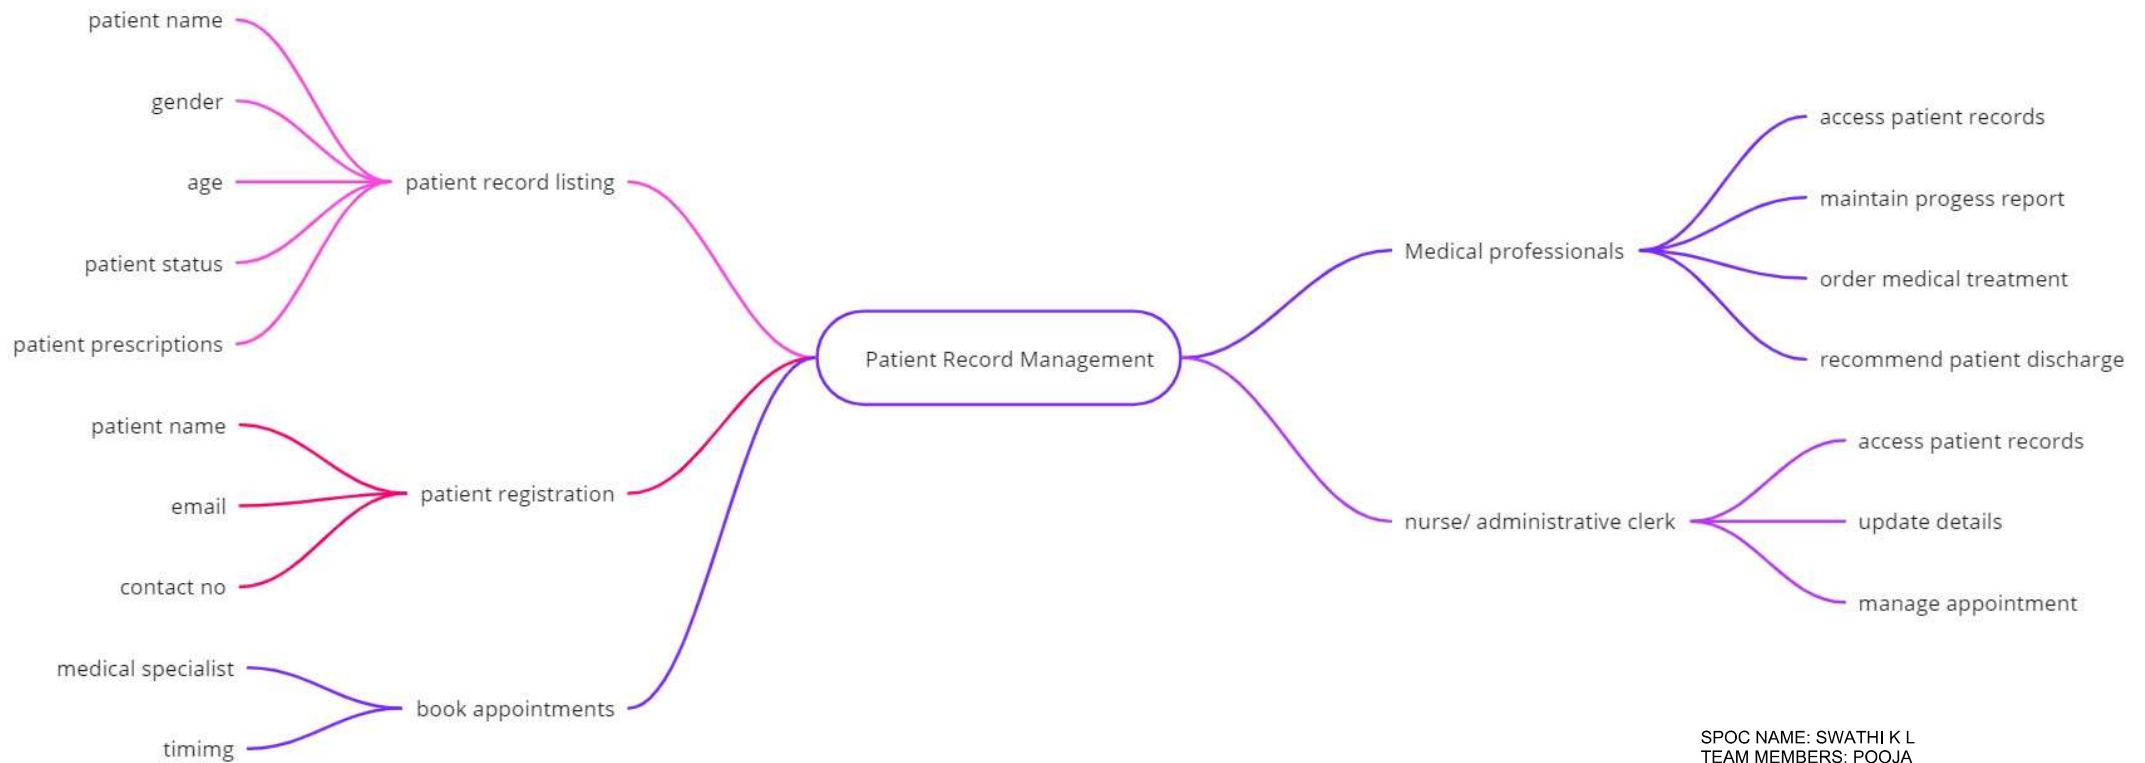 patient name
gender
age
patient status
patient prescriptions
patient record listing
patient name
email
contact no
patient registration
medical specialist
timimg
book appointments
Patient Record Management
Medical professionals
access patient records
maintain progess report
order medical treatment
recommend patient discharge
nurse/ administrative clerk
access patient records
update details
manage appointment
SPOC NAME: SWATHI K L
TEAM MEMBERS: POOJA